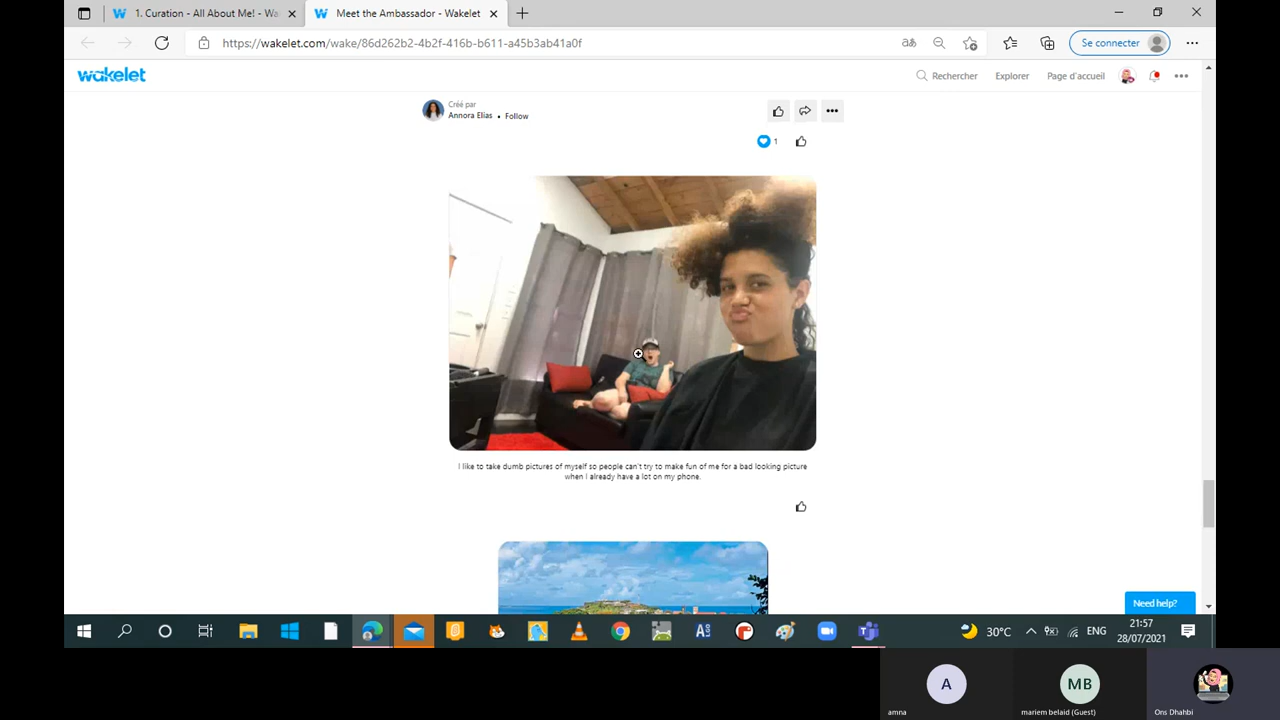 1. Curation - All About Me! - Wa
Meet the Ambassador - Wakelet
https://wakelet.com/wake/86d262b2-4b2f-416b-b611-a45b3ab41a0f
Se connecter
wakelet
Rechercher
Explorer
Page d'accueil
Créé par
Annora Elias • Follow
1
I like to take dumb pictures of myself so people can't try to make fun of me for a bad looking picture
when I already have a lot on my phone.
Need help?
30°C
ENG
21:57
28/07/2021
A
MB
amna
mariem belaid (Guest)
Ons Dhahbi